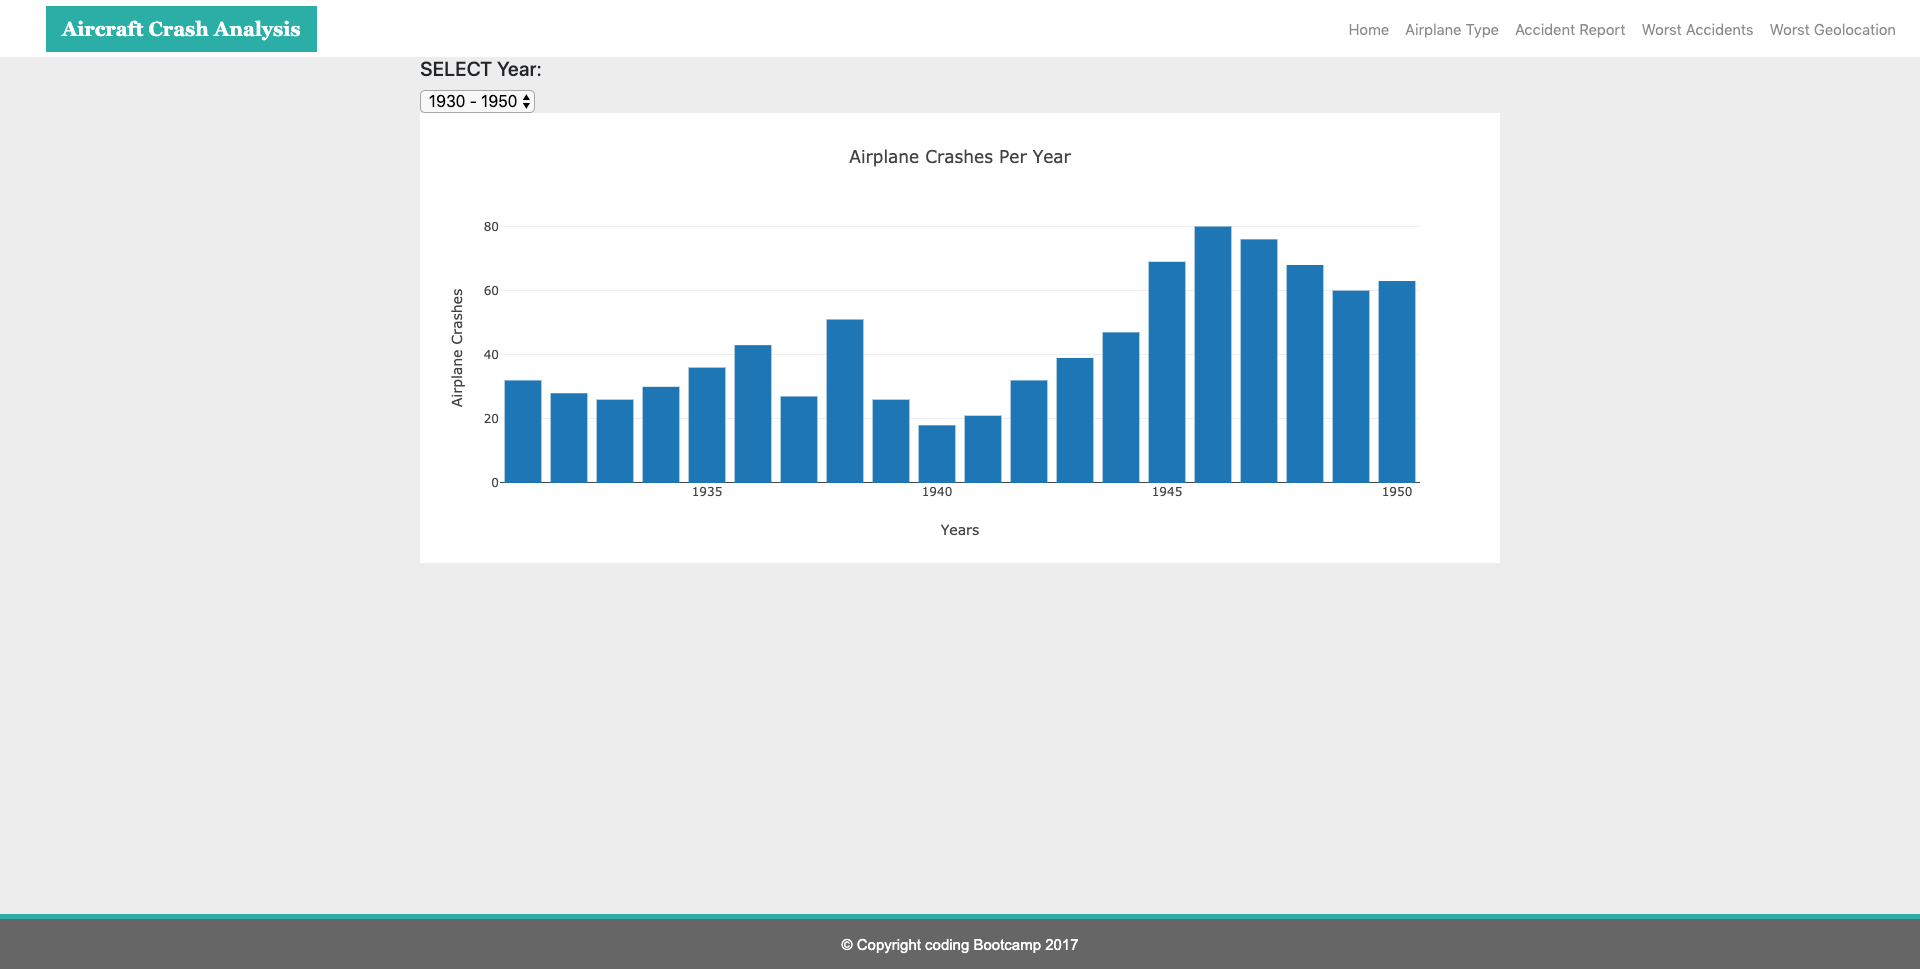 Aircraft Crash Analysis
Home Airplane Type Accident Report Worst Accidents Worst Geolocation
SELECT Year:
1930 - 1950
Airplane Crashes Per Year
80
60
40
20
0
Airplane Crashes
1935 1940 1945 1950
Years
© Copyright coding Bootcamp 2017